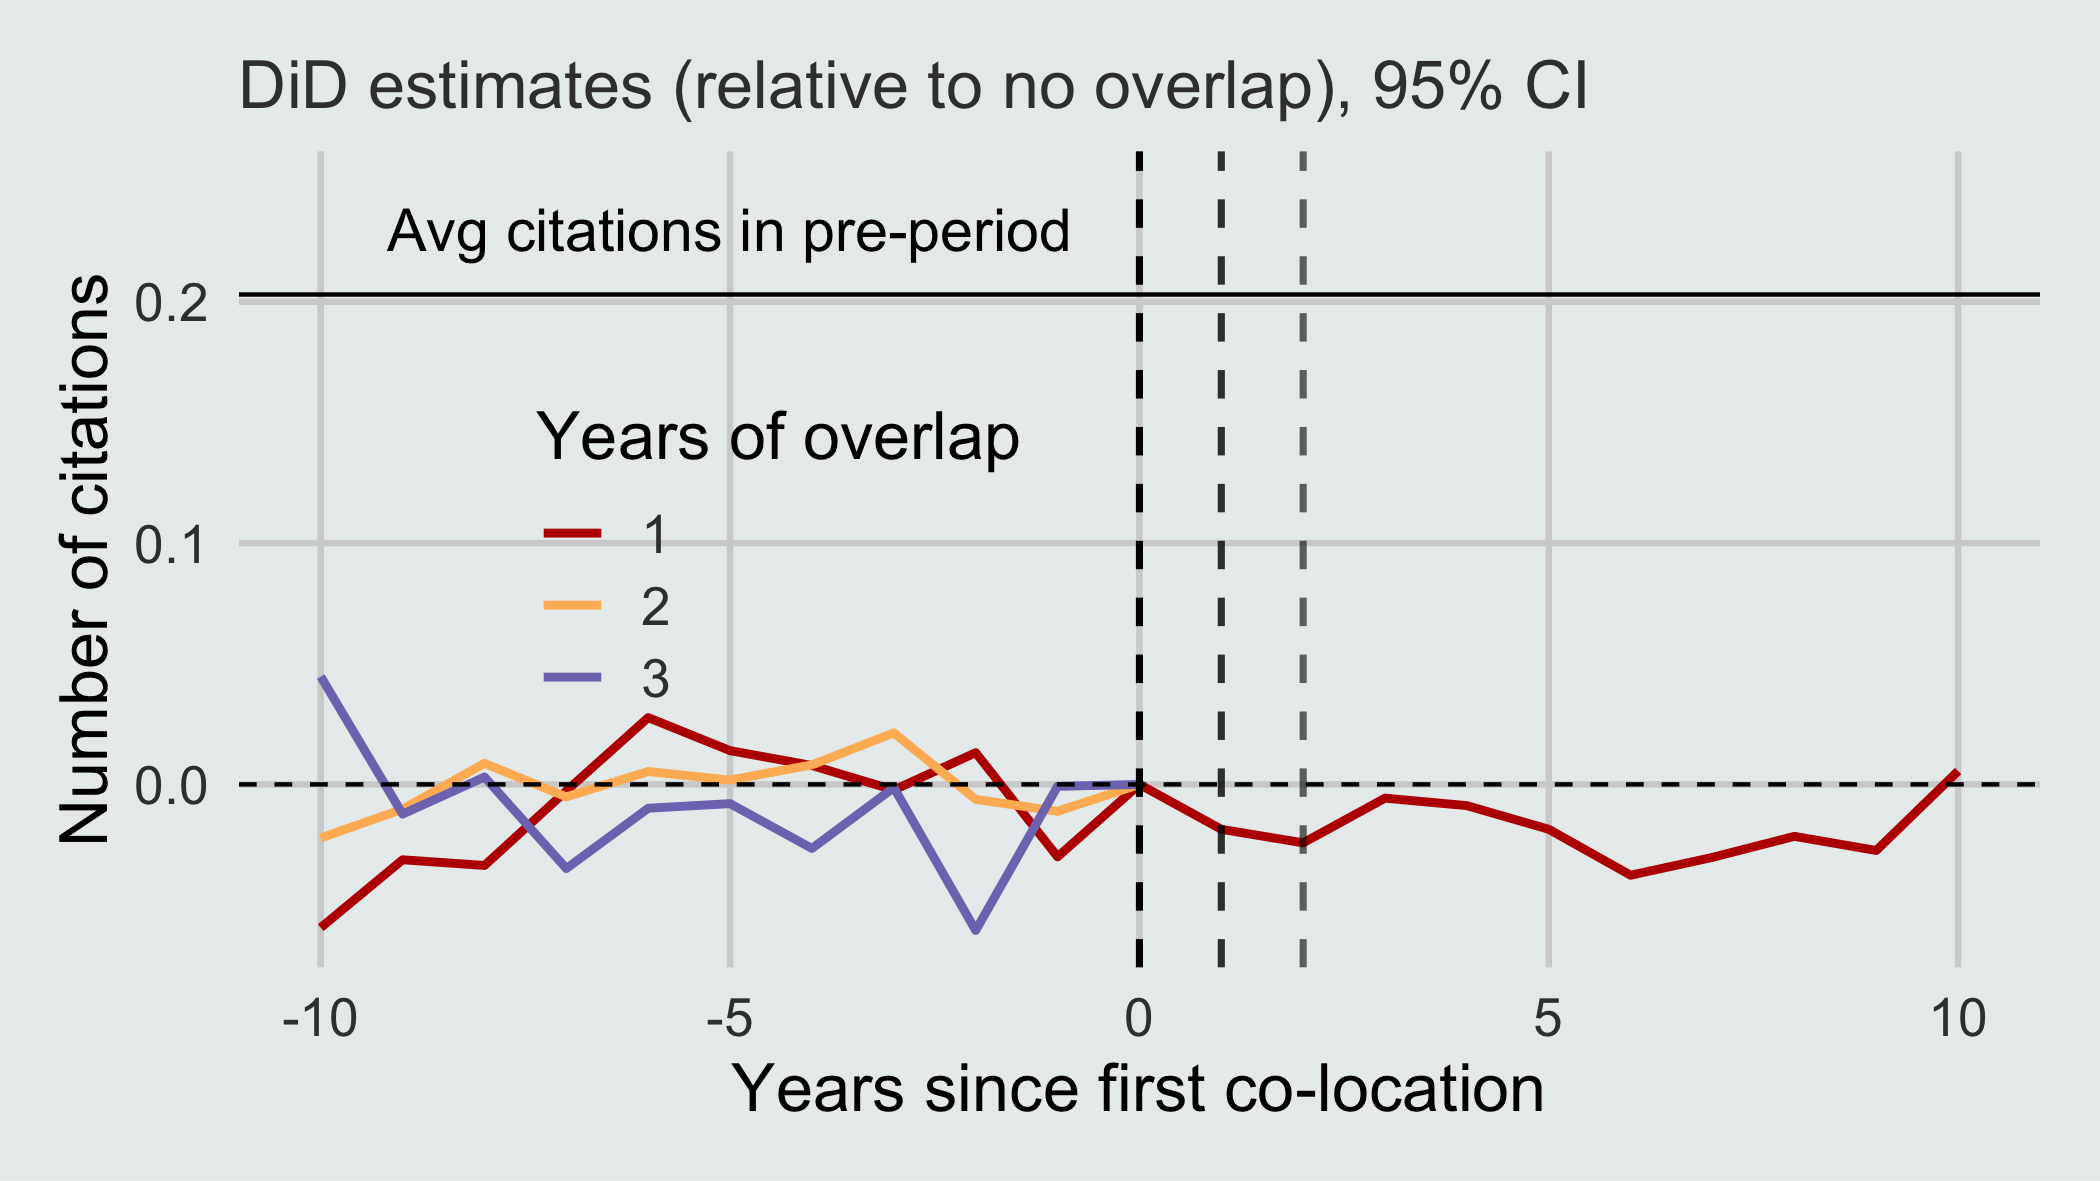 DiD estimates (relative to no overlap), 95% CI
Avg citations in pre-period
0.2
Years of overlap
1
0.1
2
3
0.0
Number of citations
-10
-5
0
5
10
Years since first co-location